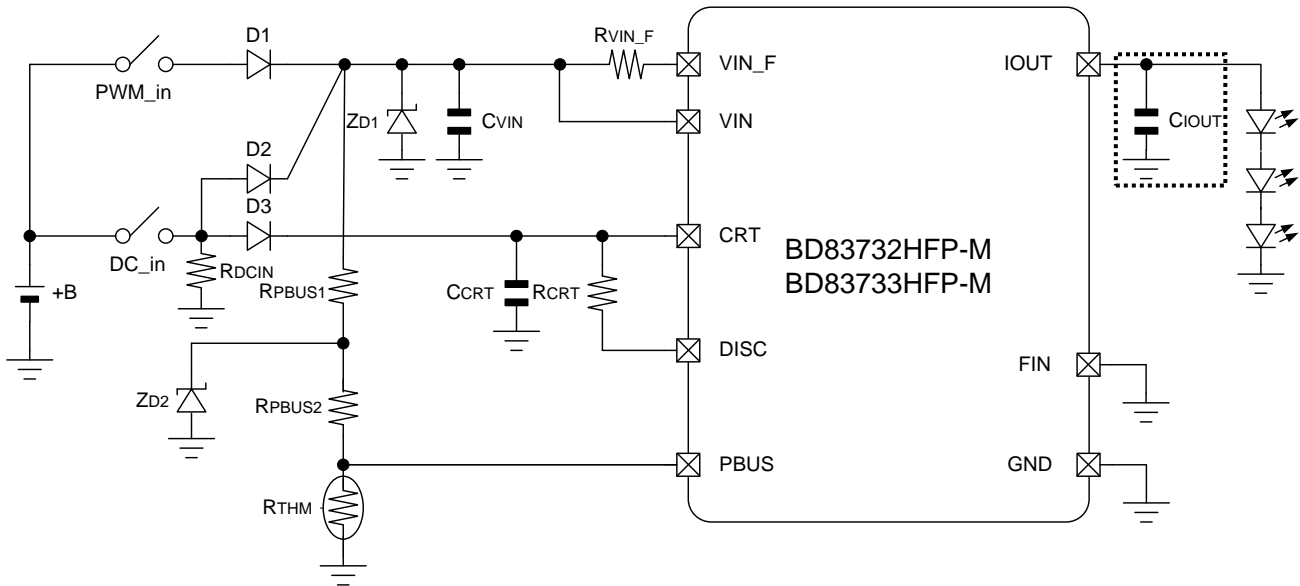 D1
RVIN_F
VIN_F
IOUT
PWM_in
ZD1
CVIN
VIN
CIOUT
D2
D3
DC_in
CRT
BD83732HFP-M
BD83733HFP-M
+B
RDCIN
RPBUS1
CCRT
RCRT
DISC
FIN
ZD2
RPBUS2
PBUS
GND
RTHM